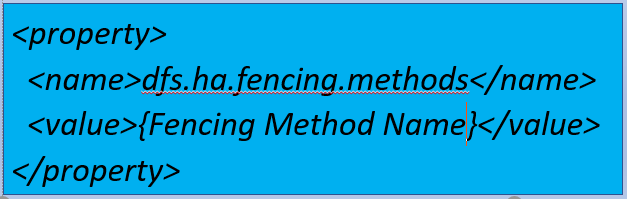 <property>
<name>dfs.ha.fencing.methods</name>
<value>{Fencing Method Name}</value>
</property>